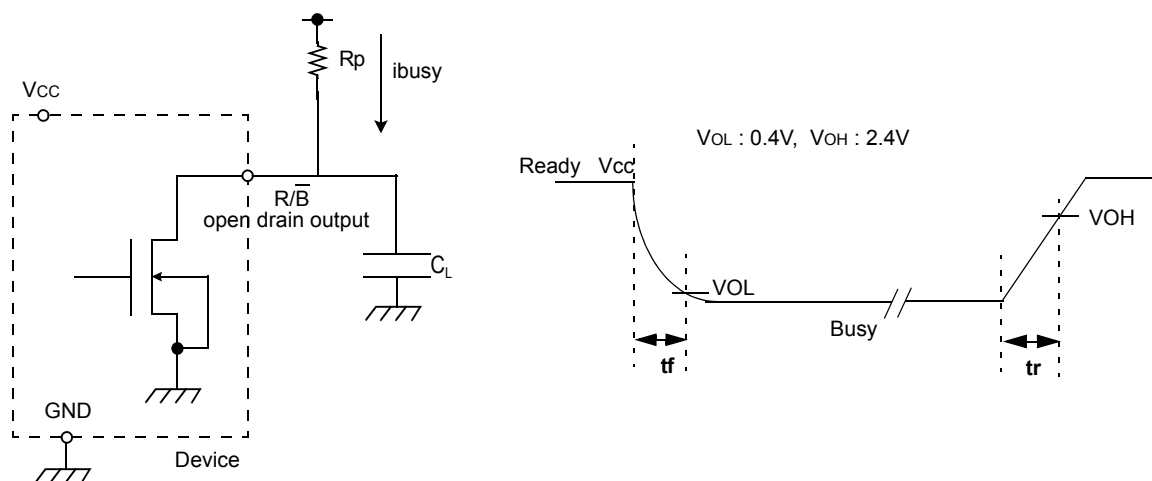 Rp
ibusy
VCC
R/B̅
open drain output
CL
GND
Device
VOL : 0.4V, VOH : 2.4V
Ready Vcc
VOH
VOL
Busy
tf
tr